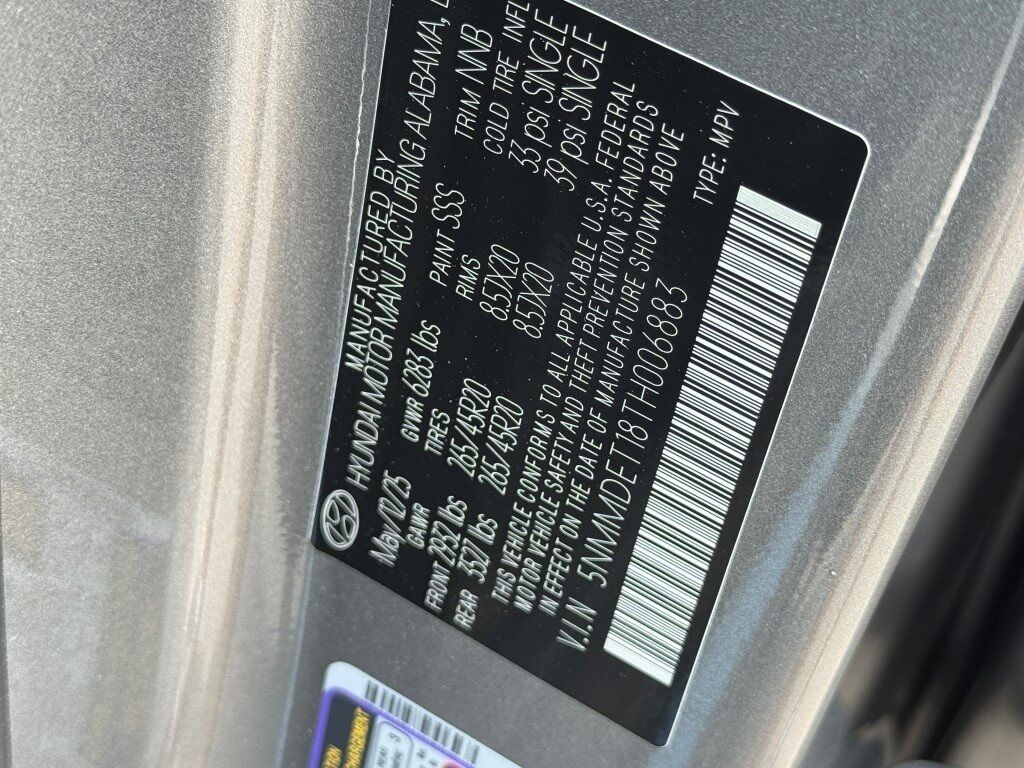 MANUFACTURED BY
HYUNDAI MOTOR MANUFACTURING ALABAMA,
May/12/25 GVWR 6283 lbs PAINT SSS TRIM NNB
GAWR TIRES RIMS COLD TIRE INFL
FRONT 2932 lbs 265/45R20 8.5JX20 33 psi SINGLE
REAR 3527 lbs 265/45R20 8.5JX20 39 psi SINGLE
THIS VEHICLE CONFORMS TO ALL APPLICABLE U.S.A. FEDERAL
MOTOR VEHICLE SAFETY AND THEFT PREVENTION STANDARDS
IN EFFECT ON THE DATE OF MANUFACTURE SHOWN ABOVE
V.I.N 5NMMDET18TH006883 TYPE: MPV